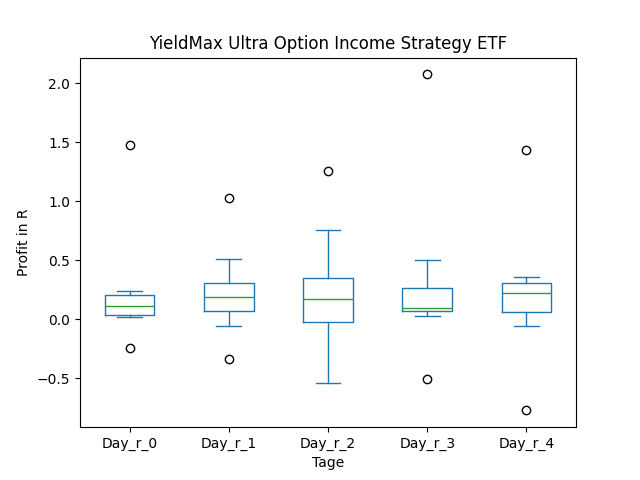 YieldMax Ultra Option Income Strategy ETF
2.0
1.5
1.0
0.5
0.0
−0.5
Profit in R
Day_r_0 Day_r_1 Day_r_2 Day_r_3 Day_r_4
Tage